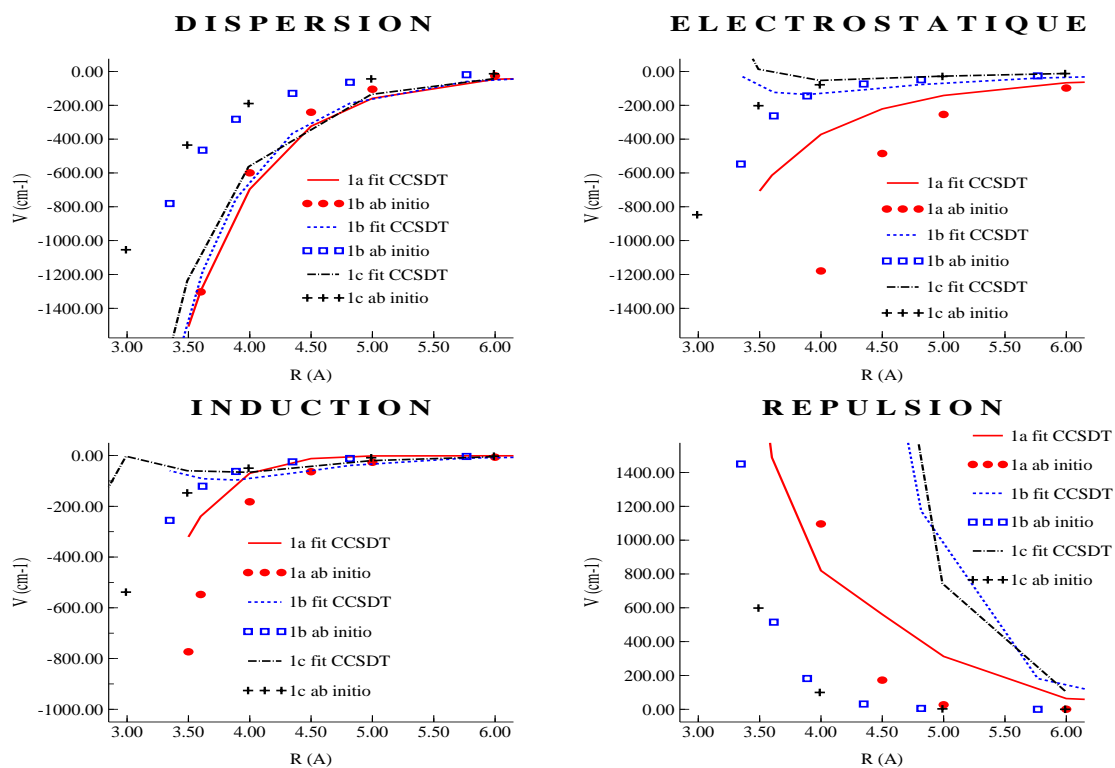 DISPERSION
0.00
-200.00
-400.00
-600.00
-800.00
-1000.00
-1200.00
-1400.00
V (cm-1)
1a fit CCSDT
1b ab initio
1b fit CCSDT
1b ab initio
1c fit CCSDT
1c ab initio
3.00 3.50 4.00 4.50 5.00 5.50 6.00
R (A)
ELECTROSTATIQUE
0.00
-200.00
-400.00
-600.00
-800.00
-1000.00
-1200.00
-1400.00
V (cm-1)
1a fit CCSDT
1a ab initio
1b fit CCSDT
1b ab initio
1c fit CCSDT
1c ab initio
3.00 3.50 4.00 4.50 5.00 5.50 6.00
R (A)
INDUCTION
0.00
-200.00
-400.00
-600.00
-800.00
-1000.00
V (cm-1)
1a fit CCSDT
1a ab initio
1b fit CCSDT
1b ab initio
1c fit CCSDT
1c ab initio
3.00 3.50 4.00 4.50 5.00 5.50 6.00
R (A)
REPULSION
1400.00
1200.00
1000.00
800.00
600.00
400.00
200.00
0.00
V (cm-1)
1a fit CCSDT
1a ab initio
1b fit CCSDT
1b ab initio
1c fit CCSDT
1c ab initio
3.00 3.50 4.00 4.50 5.00 5.50 6.00
R (A)